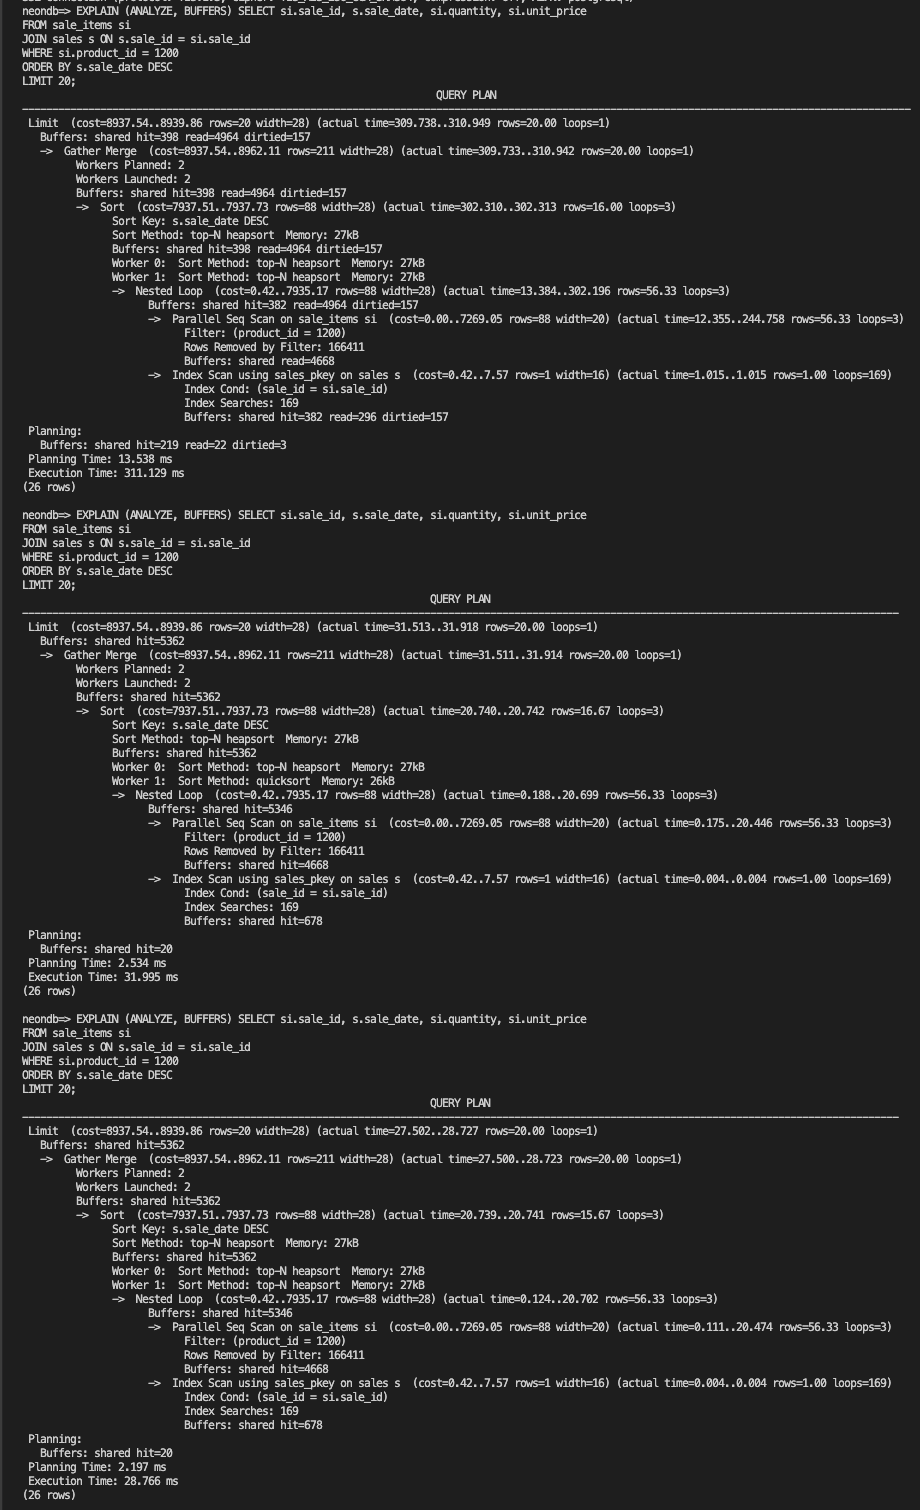 neondb=> EXPLAIN (ANALYZE, BUFFERS) SELECT si.sale_id, s.sale_date, si.quantity, si.unit_price
FROM sale_items si
JOIN sales s ON s.sale_id = si.sale_id
WHERE si.product_id = 1200
ORDER BY s.sale_date DESC
LIMIT 20;
QUERY PLAN
Limit  (cost=8937.54..8939.86 rows=20 width=28) (actual time=309.738..310.949 rows=20.00 loops=1)
Buffers: shared hit=398 read=4964 dirtied=157
->  Gather Merge  (cost=8937.54..8962.11 rows=211 width=28) (actual time=309.733..310.942 rows=20.00 loops=1)
Workers Planned: 2
Workers Launched: 2
Buffers: shared hit=398 read=4964 dirtied=157
->  Sort  (cost=7937.51..7937.73 rows=88 width=28) (actual time=302.310..302.313 rows=16.00 loops=3)
Sort Key: s.sale_date DESC
Sort Method: top-N heapsort  Memory: 27kB
Buffers: shared hit=398 read=4964 dirtied=157
Worker 0:  Sort Method: top-N heapsort  Memory: 27kB
Worker 1:  Sort Method: top-N heapsort  Memory: 27kB
->  Nested Loop  (cost=0.42..7935.17 rows=88 width=28) (actual time=13.384..302.196 rows=56.33 loops=3)
Buffers: shared hit=382 read=4964 dirtied=157
->  Parallel Seq Scan on sale_items si  (cost=0.00..7269.05 rows=88 width=20) (actual time=12.355..244.758 rows=56.33 loops=3)
Filter: (product_id = 1200)
Rows Removed by Filter: 166411
Buffers: shared read=4668
->  Index Scan using sales_pkey on sales s  (cost=0.42..7.57 rows=1 width=16) (actual time=1.015..1.015 rows=1.00 loops=169)
Index Cond: (sale_id = si.sale_id)
Index Searches: 169
Buffers: shared hit=382 read=296 dirtied=157
Planning:
Buffers: shared hit=219 read=22 dirtied=3
Planning Time: 13.538 ms
Execution Time: 311.129 ms
(26 rows)
neondb=> EXPLAIN (ANALYZE, BUFFERS) SELECT si.sale_id, s.sale_date, si.quantity, si.unit_price
FROM sale_items si
JOIN sales s ON s.sale_id = si.sale_id
WHERE si.product_id = 1200
ORDER BY s.sale_date DESC
LIMIT 20;
QUERY PLAN
Limit  (cost=8937.54..8939.86 rows=20 width=28) (actual time=31.513..31.918 rows=20.00 loops=1)
Buffers: shared hit=5362
->  Gather Merge  (cost=8937.54..8962.11 rows=211 width=28) (actual time=31.511..31.914 rows=20.00 loops=1)
Workers Planned: 2
Workers Launched: 2
Buffers: shared hit=5362
->  Sort  (cost=7937.51..7937.73 rows=88 width=28) (actual time=20.740..20.742 rows=16.67 loops=3)
Sort Key: s.sale_date DESC
Sort Method: top-N heapsort  Memory: 27kB
Buffers: shared hit=5362
Worker 0:  Sort Method: top-N heapsort  Memory: 27kB
Worker 1:  Sort Method: quicksort  Memory: 26kB
->  Nested Loop  (cost=0.42..7935.17 rows=88 width=28) (actual time=0.188..20.699 rows=56.33 loops=3)
Buffers: shared hit=5346
->  Parallel Seq Scan on sale_items si  (cost=0.00..7269.05 rows=88 width=20) (actual time=0.175..20.446 rows=56.33 loops=3)
Filter: (product_id = 1200)
Rows Removed by Filter: 166411
Buffers: shared hit=4668
->  Index Scan using sales_pkey on sales s  (cost=0.42..7.57 rows=1 width=16) (actual time=0.004..0.004 rows=1.00 loops=169)
Index Cond: (sale_id = si.sale_id)
Index Searches: 169
Buffers: shared hit=678
Planning:
Buffers: shared hit=20
Planning Time: 2.534 ms
Execution Time: 31.995 ms
(26 rows)
neondb=> EXPLAIN (ANALYZE, BUFFERS) SELECT si.sale_id, s.sale_date, si.quantity, si.unit_price
FROM sale_items si
JOIN sales s ON s.sale_id = si.sale_id
WHERE si.product_id = 1200
ORDER BY s.sale_date DESC
LIMIT 20;
QUERY PLAN
Limit  (cost=8937.54..8939.86 rows=20 width=28) (actual time=27.502..28.727 rows=20.00 loops=1)
Buffers: shared hit=5362
->  Gather Merge  (cost=8937.54..8962.11 rows=211 width=28) (actual time=27.500..28.723 rows=20.00 loops=1)
Workers Planned: 2
Workers Launched: 2
Buffers: shared hit=5362
->  Sort  (cost=7937.51..7937.73 rows=88 width=28) (actual time=20.739..20.741 rows=15.67 loops=3)
Sort Key: s.sale_date DESC
Sort Method: top-N heapsort  Memory: 27kB
Buffers: shared hit=5362
Worker 0:  Sort Method: top-N heapsort  Memory: 27kB
Worker 1:  Sort Method: top-N heapsort  Memory: 27kB
->  Nested Loop  (cost=0.42..7935.17 rows=88 width=28) (actual time=0.124..20.702 rows=56.33 loops=3)
Buffers: shared hit=5346
->  Parallel Seq Scan on sale_items si  (cost=0.00..7269.05 rows=88 width=20) (actual time=0.111..20.474 rows=56.33 loops=3)
Filter: (product_id = 1200)
Rows Removed by Filter: 166411
Buffers: shared hit=4668
->  Index Scan using sales_pkey on sales s  (cost=0.42..7.57 rows=1 width=16) (actual time=0.004..0.004 rows=1.00 loops=169)
Index Cond: (sale_id = si.sale_id)
Index Searches: 169
Buffers: shared hit=678
Planning:
Buffers: shared hit=20
Planning Time: 2.197 ms
Execution Time: 28.766 ms
(26 rows)